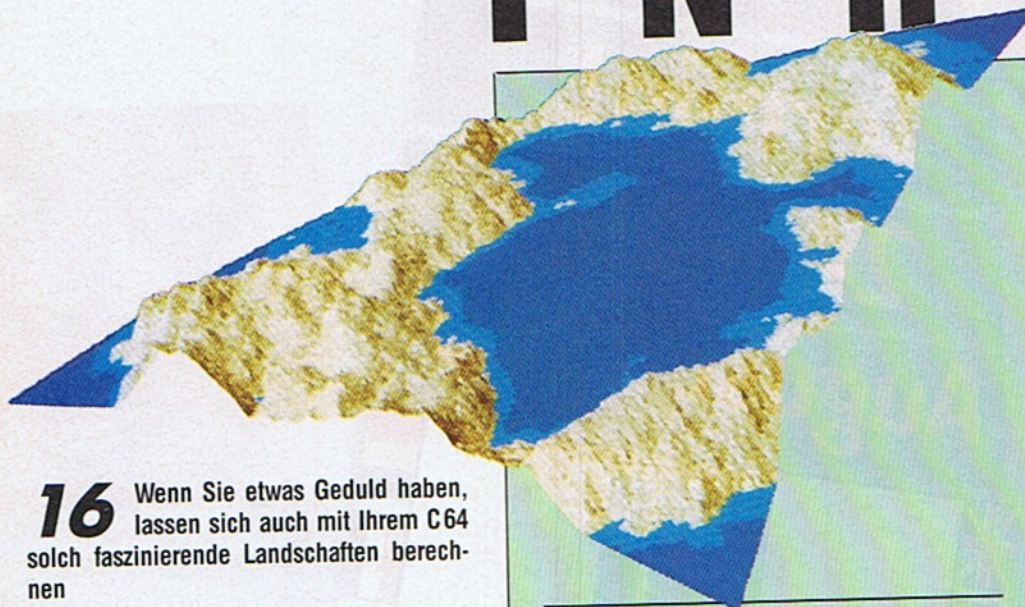 16 Wenn Sie etwas Geduld haben,
lassen sich auch mit Ihrem C64
solch faszinierende Landschaften berech-
nen